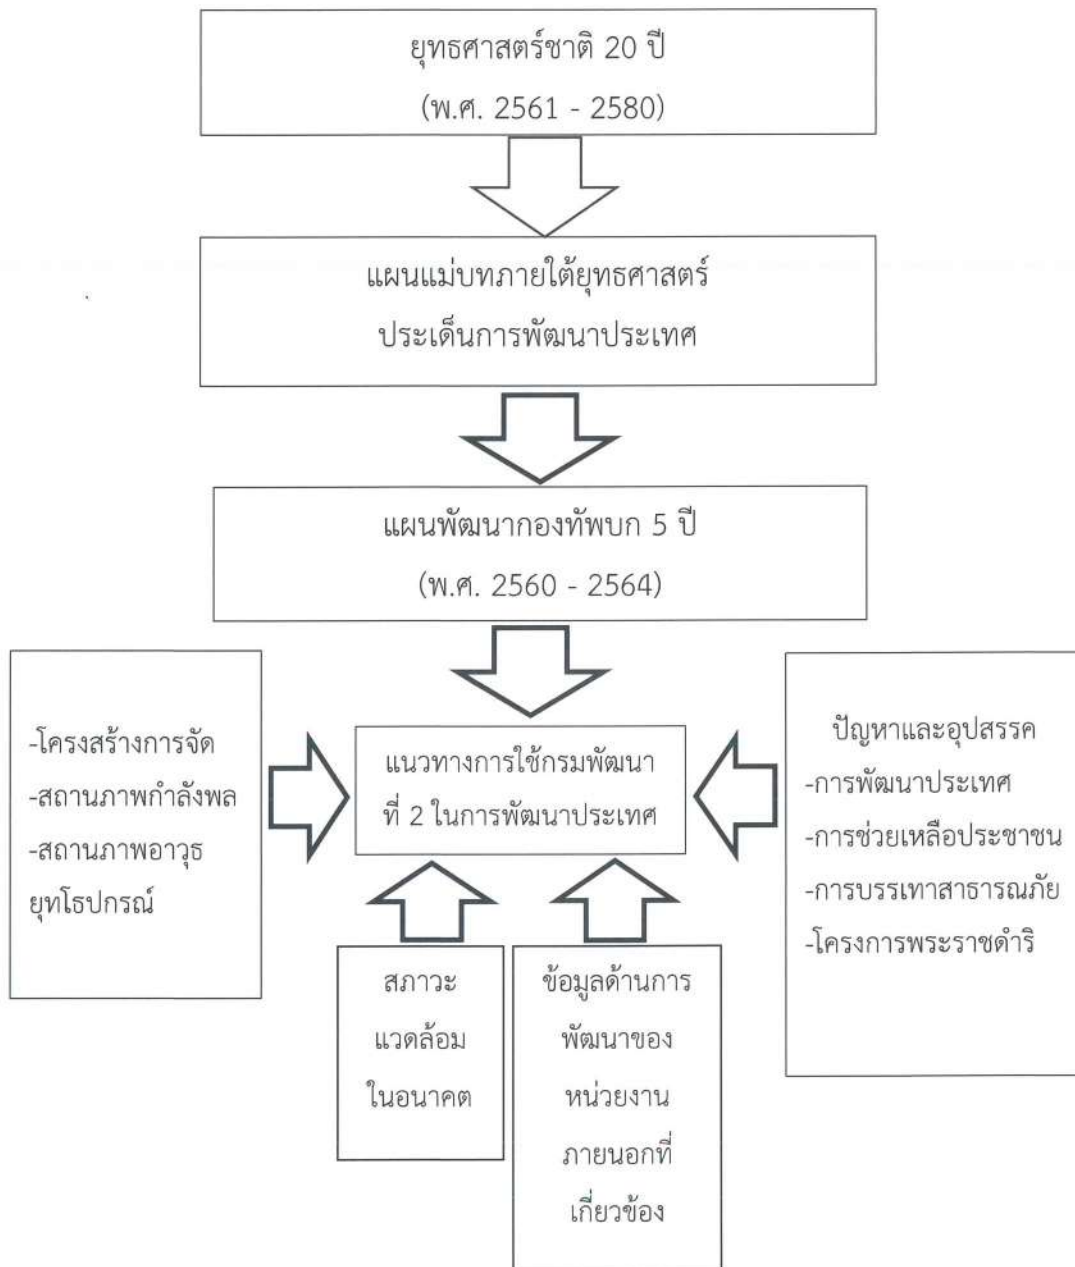 ยุทธศาสตร์ชาติ 20 ปี
(พ.ศ. 2561 - 2580)
แผนแม่บทภายใต้ยุทธศาสตร์
ประเด็นการพัฒนาประเทศ
แผนพัฒนากองทัพบก 5 ปี
(พ.ศ. 2560 - 2564)
-โครงสร้างการจัด
-สถานภาพกำลังพล
-สถานภาพอาวุธ
ยุทโธปกรณ์
แนวทางการใช้กรมพัฒนา
ที่ 2 ในการพัฒนาประเทศ
ปัญหาและอุปสรรค
-การพัฒนาประเทศ
-การช่วยเหลือประชาชน
-การบรรเทาสาธารณภัย
-โครงการพระราชดำริ
สภาวะ
แวดล้อม
ในอนาคต
ข้อมูลด้านการ
พัฒนาของ
หน่วยงาน
ภายนอกที่
เกี่ยวข้อง